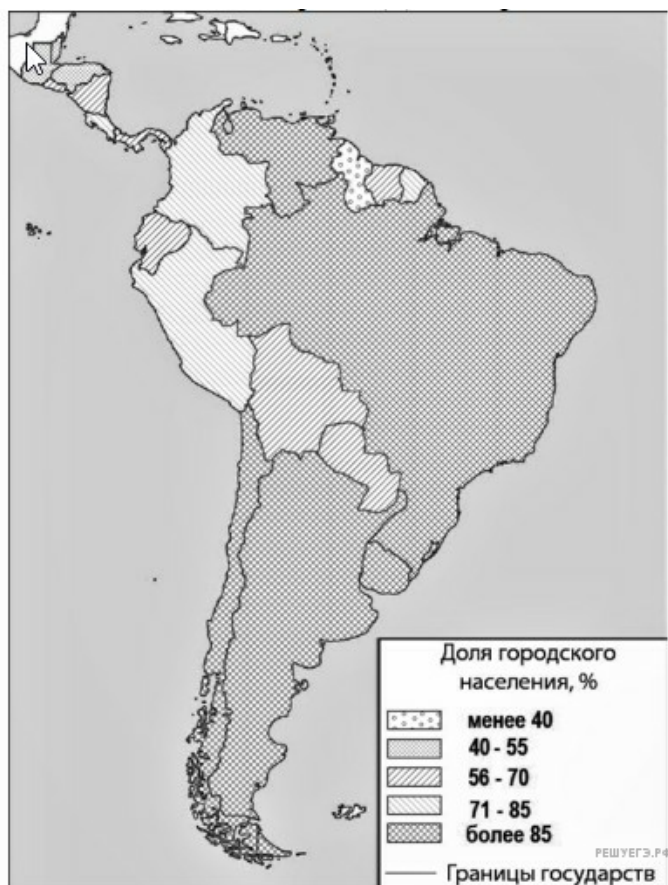 Доля городского
населения, %
менее 40
40 - 55
56 - 70
71 - 85
более 85
РЕШУЕГЭ.РФ
Границы государств